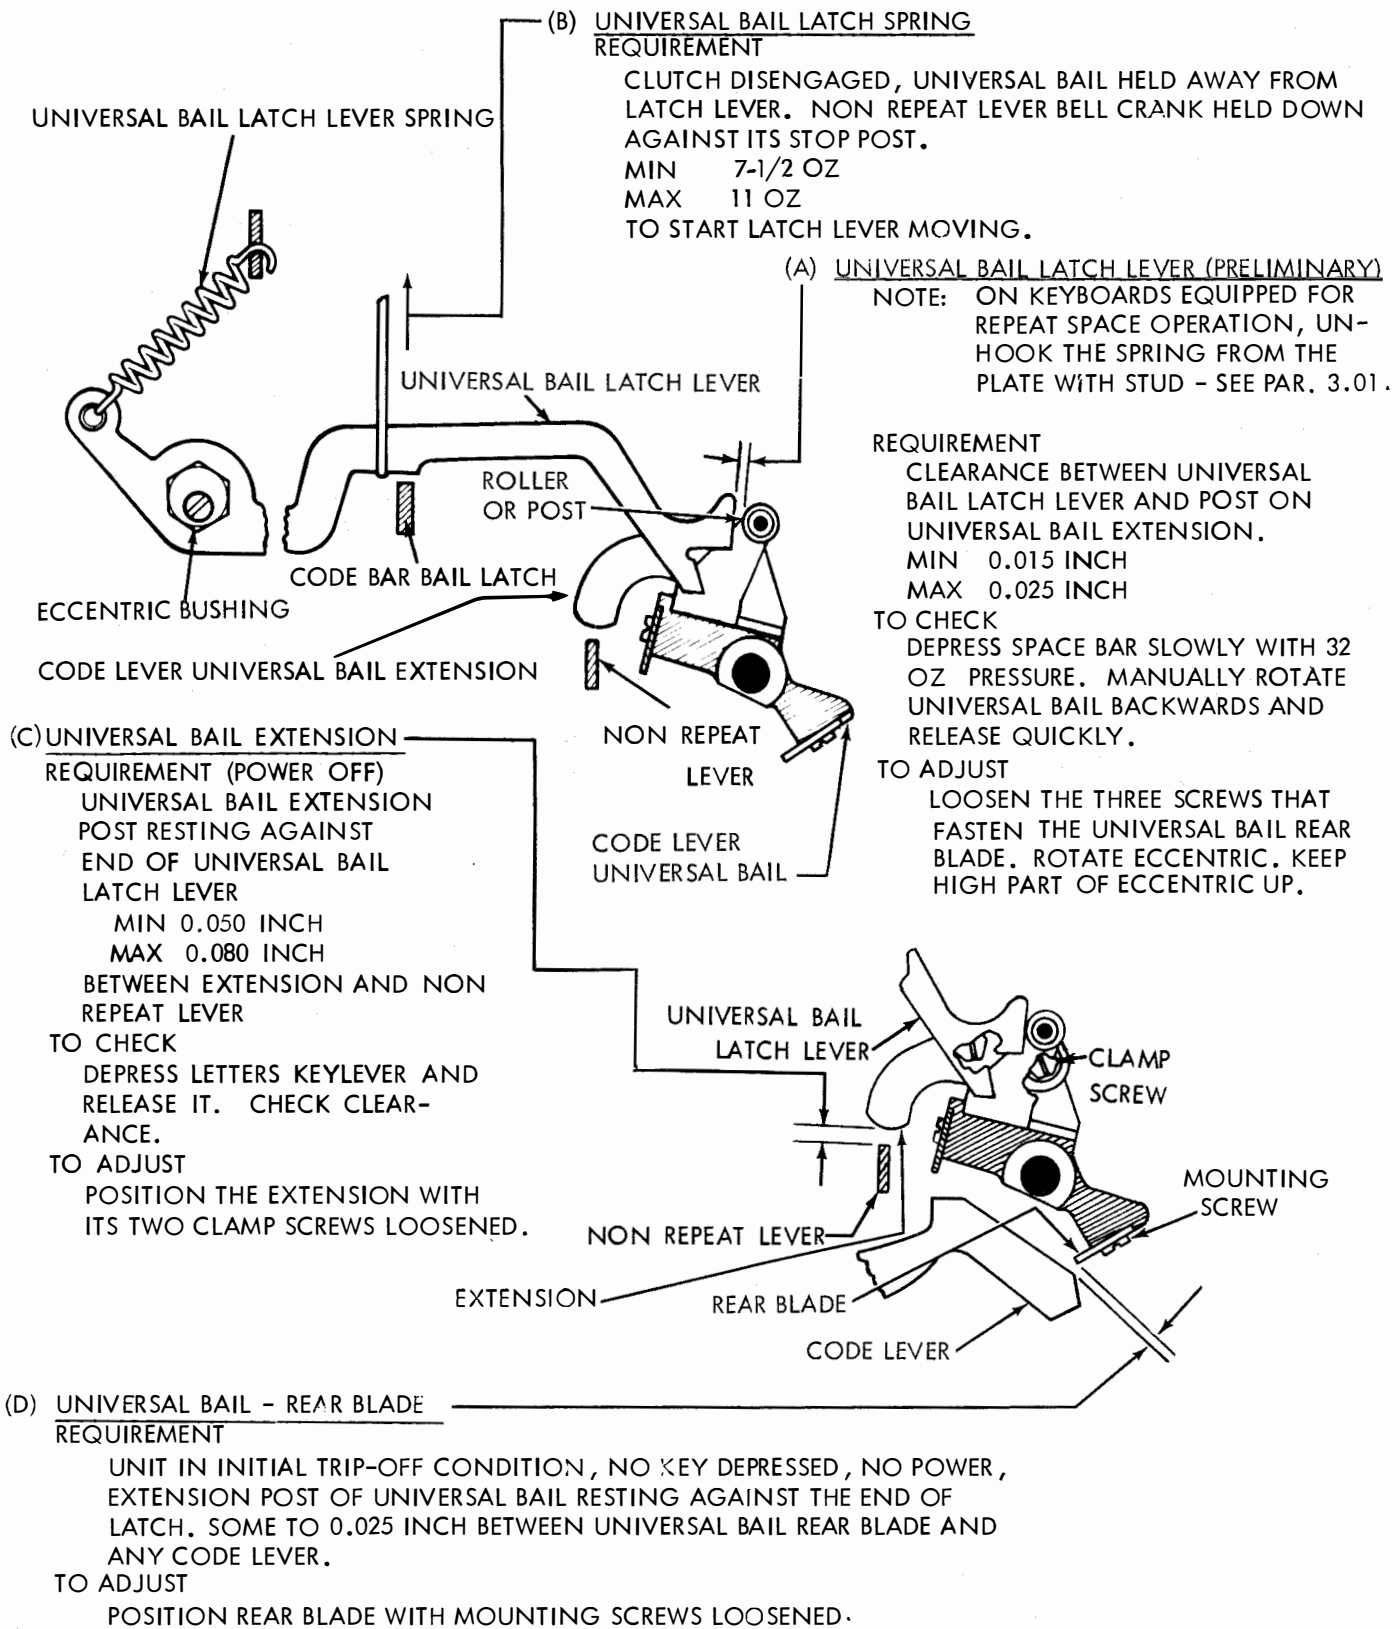 (B) UNIVERSAL BAIL LATCH SPRING
REQUIREMENT
CLUTCH DISENGAGED, UNIVERSAL BAIL HELD AWAY FROM
LATCH LEVER. NON REPEAT LEVER BELL CRANK HELD DOWN
AGAINST ITS STOP POST.
MIN 7-1/2 OZ
MAX 11 OZ
TO START LATCH LEVER MOVING.
UNIVERSAL BAIL LATCH LEVER SPRING
(A) UNIVERSAL BAIL LATCH LEVER (PRELIMINARY)
NOTE: ON KEYBOARDS EQUIPPED FOR
REPEAT SPACE OPERATION, UN-
HOOK THE SPRING FROM THE
PLATE WITH STUD - SEE PAR. 3.01.
REQUIREMENT
CLEARANCE BETWEEN UNIVERSAL
BAIL LATCH LEVER AND POST ON
UNIVERSAL BAIL EXTENSION.
MIN 0.015 INCH
MAX 0.025 INCH
TO CHECK
DEPRESS SPACE BAR SLOWLY WITH 32
OZ PRESSURE. MANUALLY ROTATE
UNIVERSAL BAIL BACKWARDS AND
RELEASE QUICKLY.
TO ADJUST
LOOSEN THE THREE SCREWS THAT
FASTEN THE UNIVERSAL BAIL REAR
BLADE. ROTATE ECCENTRIC. KEEP
HIGH PART OF ECCENTRIC UP.
UNIVERSAL BAIL LATCH LEVER
ROLLER
OR POST
CODE BAR BAIL LATCH
ECCENTRIC BUSHING
CODE LEVER UNIVERSAL BAIL EXTENSION
NON REPEAT
LEVER
CODE LEVER
UNIVERSAL BAIL
(C) UNIVERSAL BAIL EXTENSION
REQUIREMENT (POWER OFF)
UNIVERSAL BAIL EXTENSION
POST RESTING AGAINST
END OF UNIVERSAL BAIL
LATCH LEVER
MIN 0.050 INCH
MAX 0.080 INCH
BETWEEN EXTENSION AND NON
REPEAT LEVER
TO CHECK
DEPRESS LETTERS KEYLEVER AND
RELEASE IT. CHECK CLEAR-
ANCE.
TO ADJUST
POSITION THE EXTENSION WITH
ITS TWO CLAMP SCREWS LOOSENED.
UNIVERSAL BAIL
LATCH LEVER
CLAMP
SCREW
MOUNTING
SCREW
NON REPEAT LEVER
EXTENSION
REAR BLADE
CODE LEVER
(D) UNIVERSAL BAIL - REAR BLADE
REQUIREMENT
UNIT IN INITIAL TRIP-OFF CONDITION, NO KEY DEPRESSED, NO POWER,
EXTENSION POST OF UNIVERSAL BAIL RESTING AGAINST THE END OF
LATCH. SOME TO 0.025 INCH BETWEEN UNIVERSAL BAIL REAR BLADE AND
ANY CODE LEVER.
TO ADJUST
POSITION REAR BLADE WITH MOUNTING SCREWS LOOSENED.